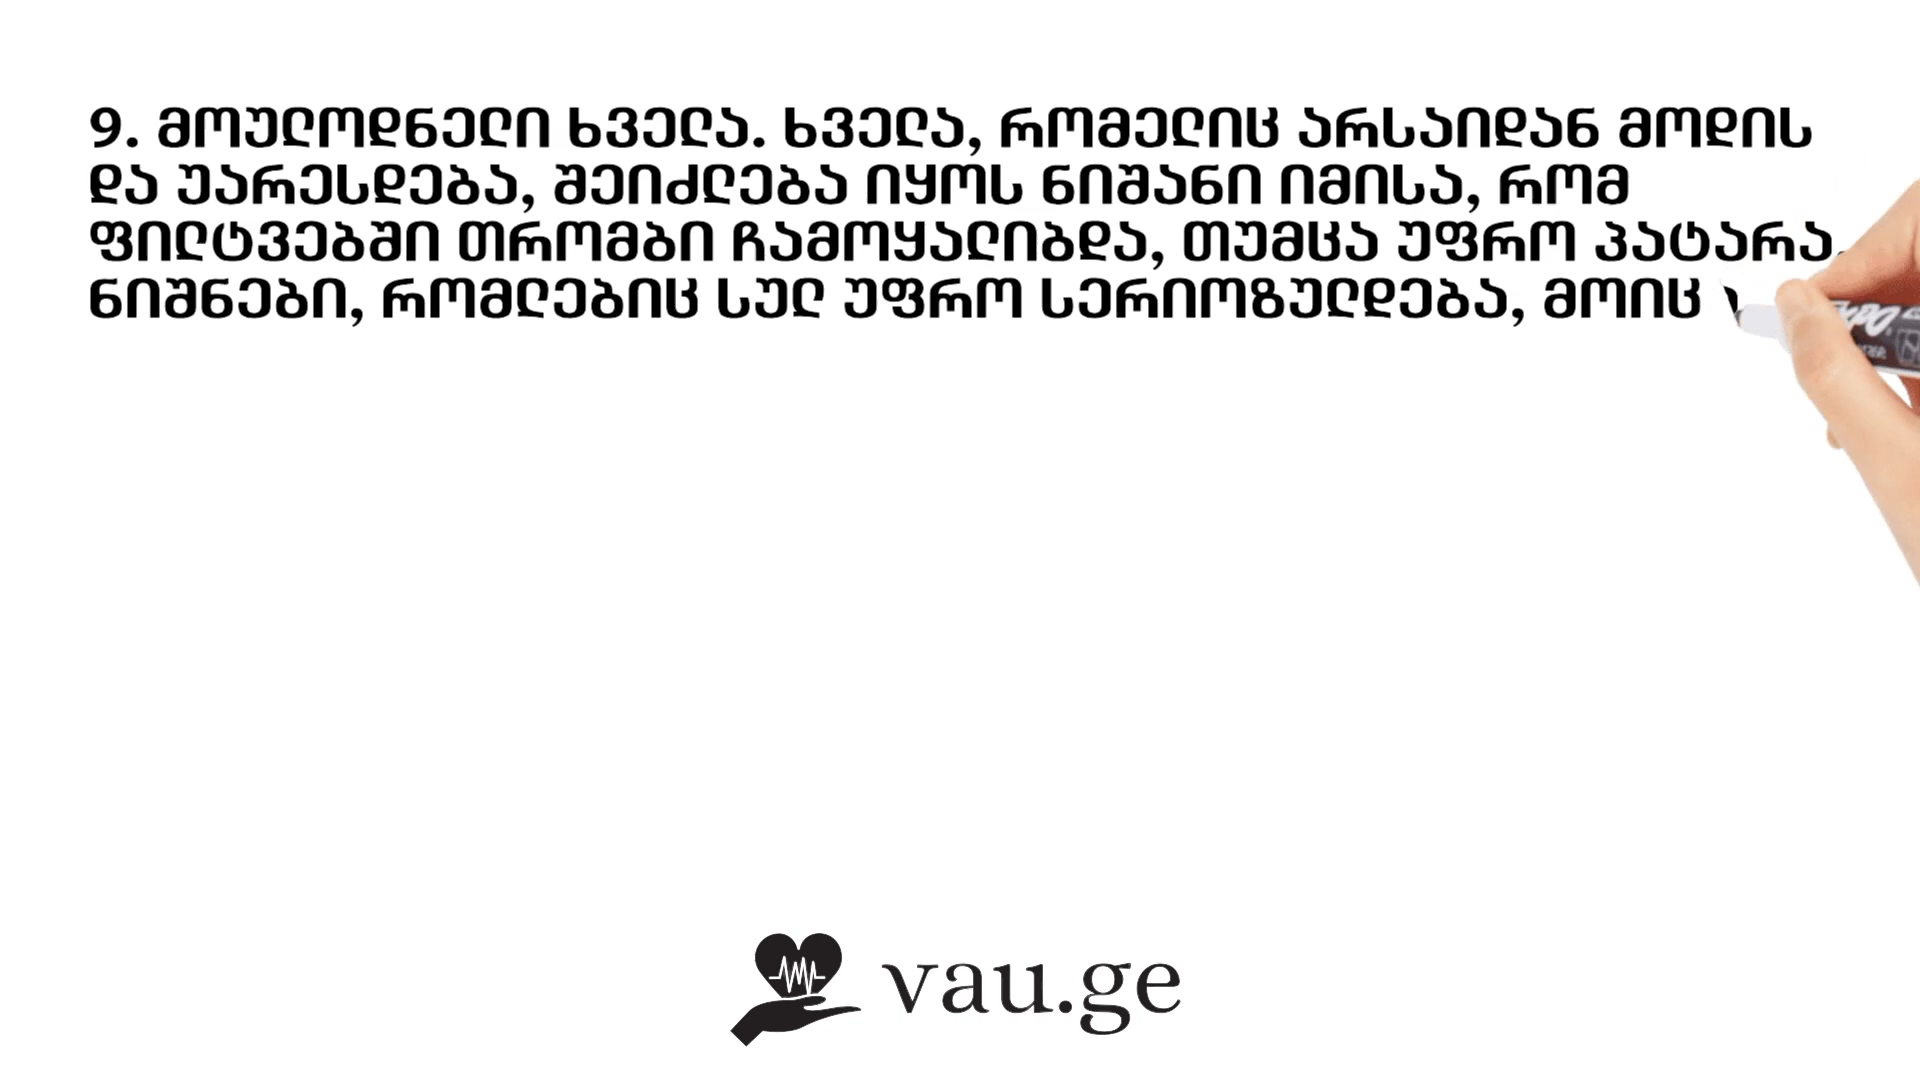 9. მოულოდნელი ხველა. ხველა, რომელიც არსაიდან მოდის
და უარესდება, შეიძლება იყოს ნიშანი იმისა, რომ
ფილტვებში თრომბი ჩამოყალიბდა, თუმცა უფრო პატარა
ნიშნები, რომლებიც სულ უფრო სერიოზულდება, მოიც
vau.ge